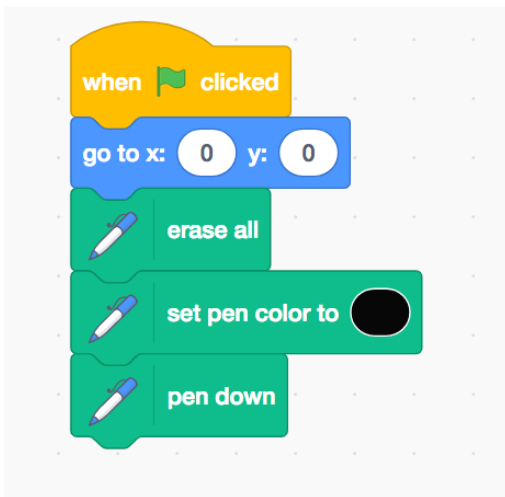 when clicked
go to x: 0 y: 0
erase all
set pen color to
pen down